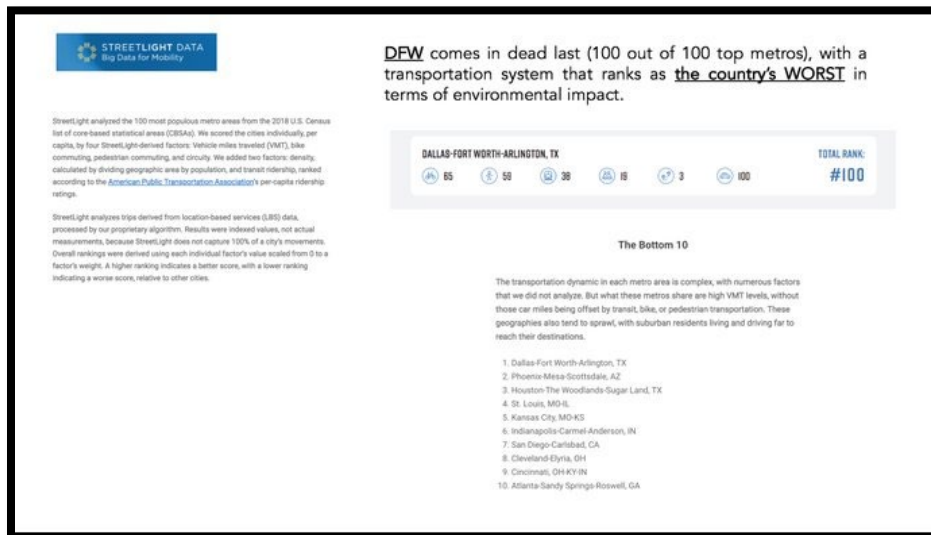 STREETLIGHT DATA
Big Data for Mobility
StreetLight analyzed the 100 most populous metro areas from the 2018 U.S. Census
list of core-based statistical areas (CBSAs). We scored the cities individually, per
capita, by four StreetLight-derived factors: Vehicle miles traveled (VMT), bike
commuting, pedestrian commuting, and circuity. We added two factors: density,
calculated by dividing geographic area by population, and transit ridership, ranked
according to the American Public Transportation Association's per-capita ridership
ratings.
StreetLight analyzes trips derived from location-based services (LBS) data,
processed by our proprietary algorithm. Results were indexed values, not actual
measurements, because StreetLight does not capture 100% of a city's movements.
Overall rankings were derived using each individual factor's value scaled from 0 to a
factor's weight. A higher ranking indicates a better score, with a lower ranking
indicating a worse score, relative to other cities.
DFW comes in dead last (100 out of 100 top metros), with a
transportation system that ranks as the country's WORST in
terms of environmental impact.
DALLAS-FORT WORTH-ARLINGTON, TX
TOTAL RANK:
65 59 38 19 3 100 #100
The Bottom 10
The transportation dynamic in each metro area is complex, with numerous factors
that we did not analyze. But what these metros share are high VMT levels, without
those car miles being offset by transit, bike, or pedestrian transportation. These
geographies also tend to sprawl, with suburban residents living and driving far to
reach their destinations.
1. Dallas-Fort Worth-Arlington, TX
2. Phoenix-Mesa-Scottsdale, AZ
3. Houston-The Woodlands-Sugar Land, TX
4. St. Louis, MO-IL
5. Kansas City, MO-KS
6. Indianapolis-Carmel-Anderson, IN
7. San Diego-Carlsbad, CA
8. Cleveland-Elyria, OH
9. Cincinnati, OH-KY-IN
10. Atlanta-Sandy Springs-Roswell, GA